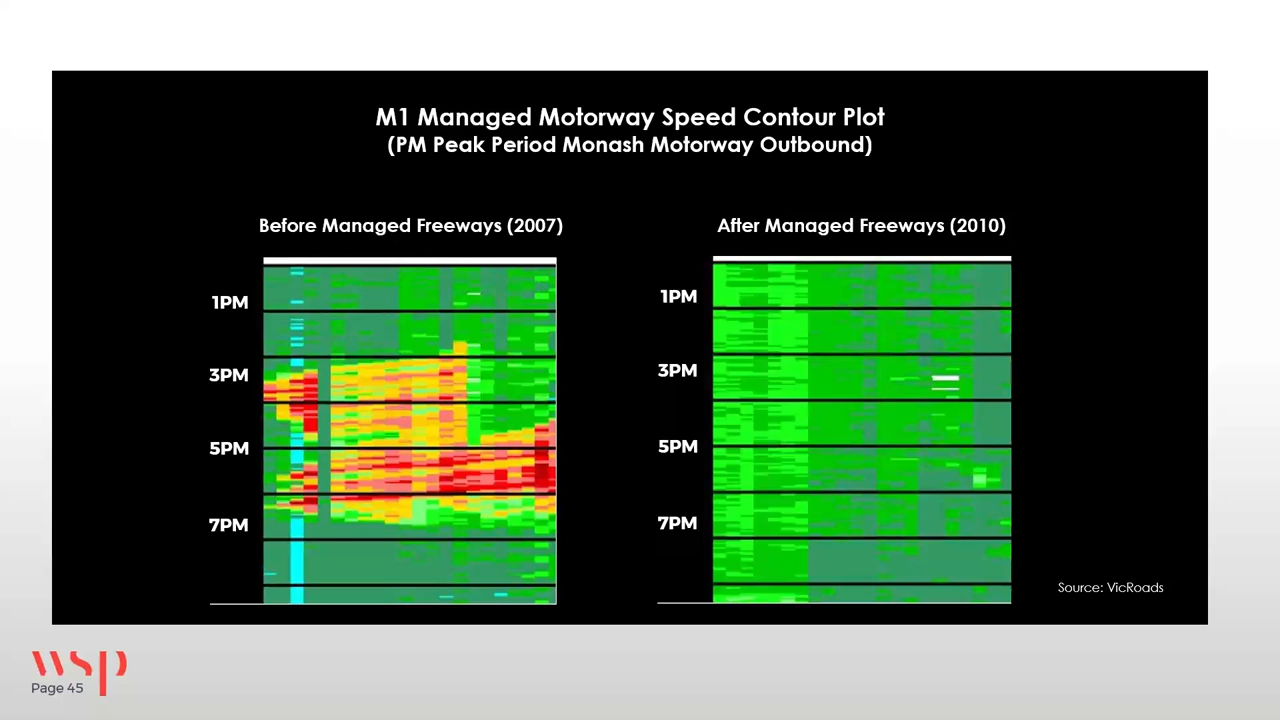 M1 Managed Motorway Speed Contour Plot
(PM Peak Period Monash Motorway Outbound)
Before Managed Freeways (2007)
1PM
3PM
5PM
7PM
After Managed Freeways (2010)
1PM
3PM
5PM
7PM
Source: VicRoads
wsp
Page 45